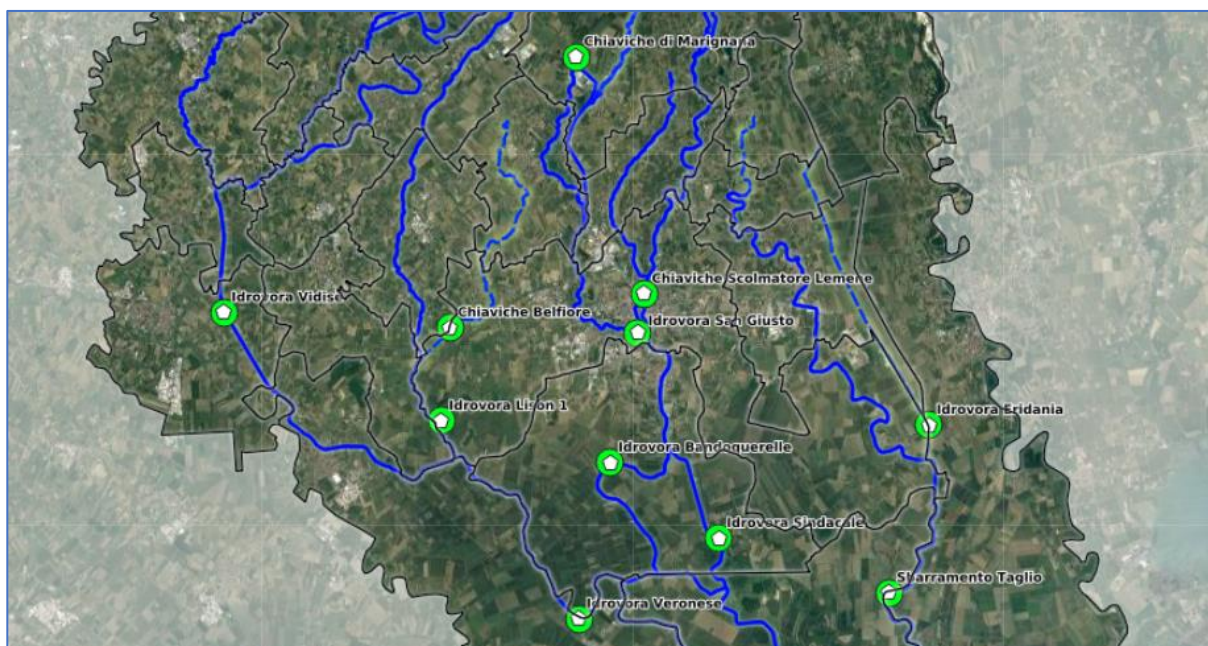 Chiaviche di Marignana
Chiaviche Scolmatore Lemene
Idrovora Vidise
Chiaviche Belfiore
Idrovora San Giusto
Idrovora Lison 1
Idrovora Eridania
Idrovora Bandoquerelle
Idrovora Sindacale
Sbarramento Taglio
Idrovora Veronese